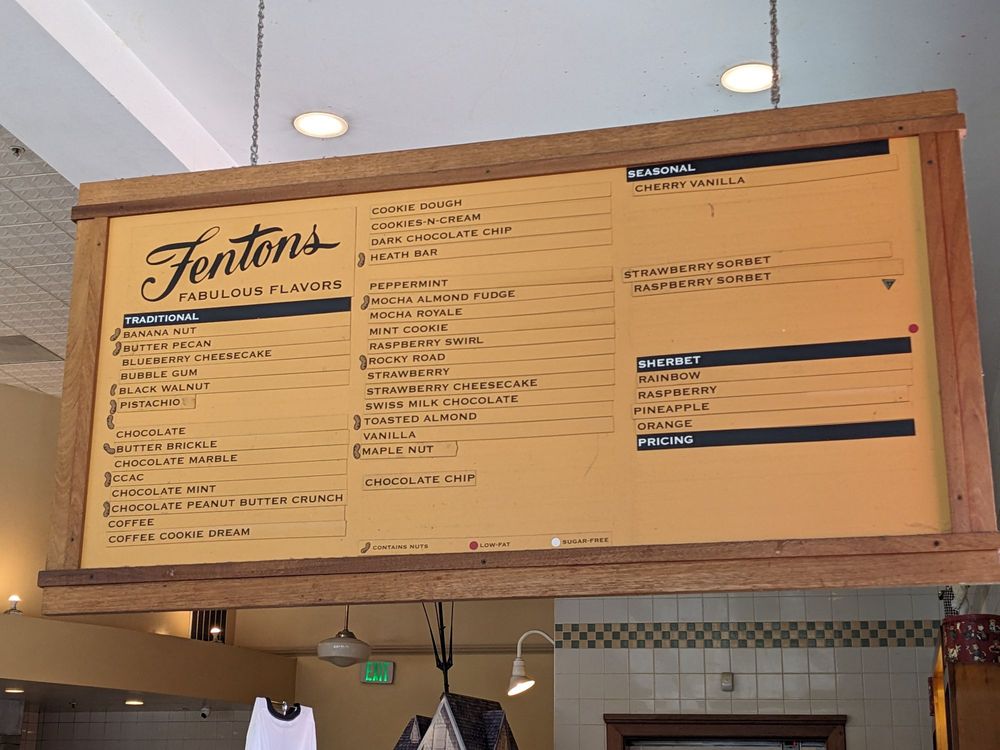 Fentons
FABULOUS FLAVORS
TRADITIONAL
BANANA NUT
BUTTER PECAN
BLUEBERRY CHEESECAKE
BUBBLE GUM
BLACK WALNUT
PISTACHIO
CHOCOLATE
BUTTER BRICKLE
CHOCOLATE MARBLE
CCAC
CHOCOLATE MINT
CHOCOLATE PEANUT BUTTER CRUNCH
COFFEE
COFFEE COOKIE DREAM
COOKIE DOUGH
COOKIES-N-CREAM
DARK CHOCOLATE CHIP
HEATH BAR
PEPPERMINT
MOCHA ALMOND FUDGE
MOCHA ROYALE
MINT COOKIE
RASPBERRY SWIRL
ROCKY ROAD
STRAWBERRY
STRAWBERRY CHEESECAKE
SWISS MILK CHOCOLATE
TOASTED ALMOND
VANILLA
MAPLE NUT
CHOCOLATE CHIP
CONTAINS NUTS
LOW-FAT
SUGAR-FREE
SEASONAL
CHERRY VANILLA
STRAWBERRY SORBET
RASPBERRY SORBET
SHERBET
RAINBOW
RASPBERRY
PINEAPPLE
ORANGE
PRICING
EXIT